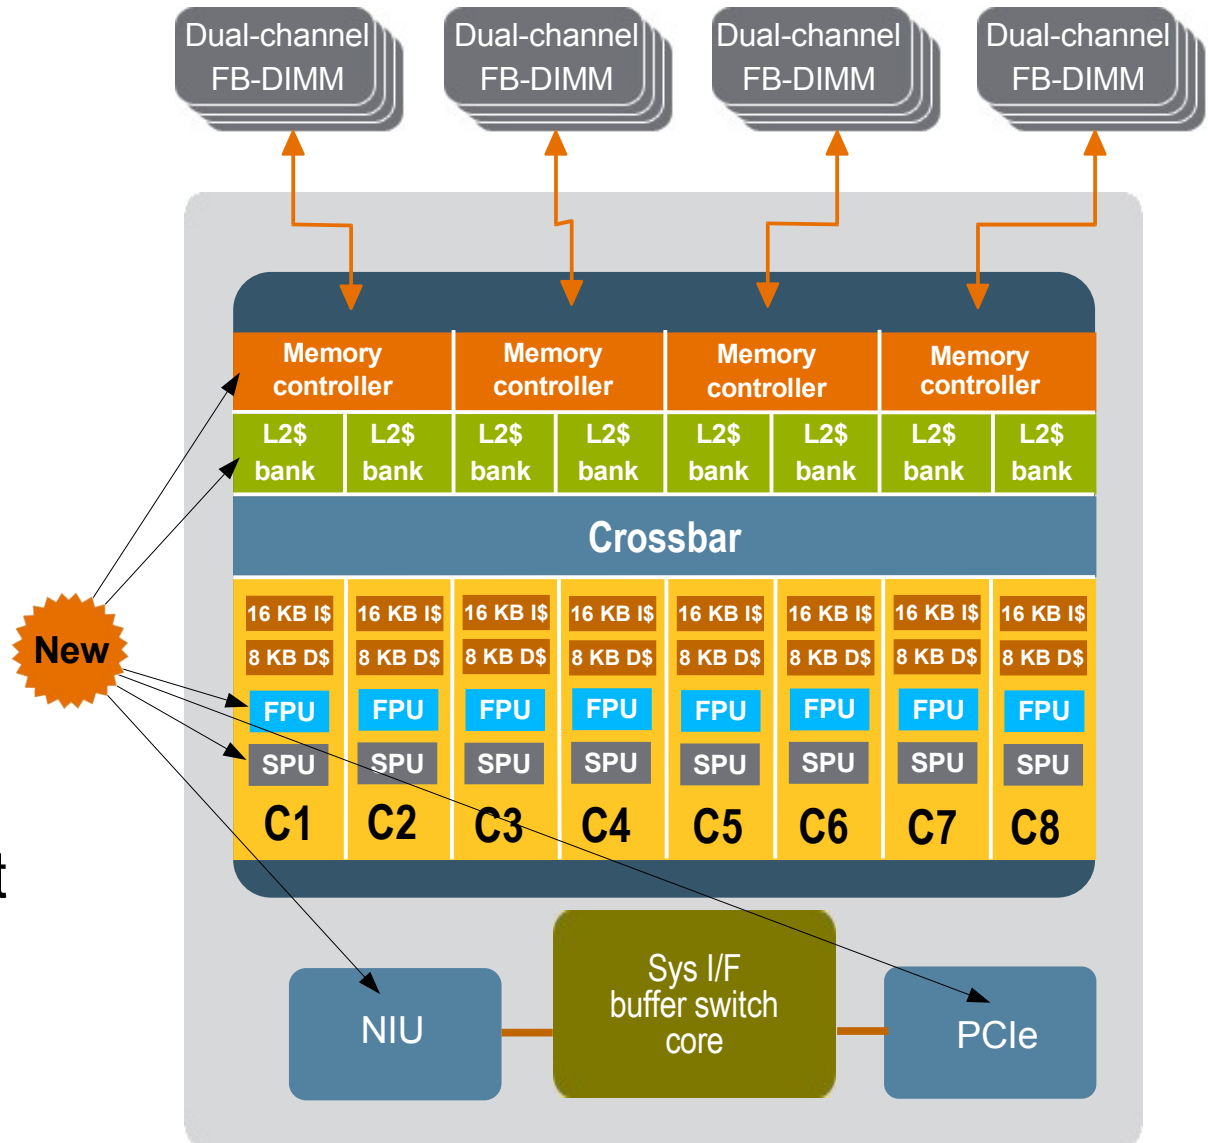 Dual-channel Dual-channel Dual-channel Dual-channel
FB-DIMM FB-DIMM FB-DIMM FB-DIMM
Memory Memory Memory Memory
controller controller controller controller
L2$ L2$ L2$ L2$ L2$ L2$ L2$ L2$
bank bank bank bank bank bank bank bank
Crossbar
16 KB I$ 16 KB I$ 16 KB I$ 16 KB I$ 16 KB I$ 16 KB I$ 16 KB I$ 16 KB I$
New 8 KB D$ 8 KB D$ 8 KB D$ 8 KB D$ 8 KB D$ 8 KB D$ 8 KB D$ 8 KB D$
FPU FPU FPU FPU FPU FPU FPU FPU
SPU SPU SPU SPU SPU SPU SPU SPU
C1 C2 C3 C4 C5 C6 C7 C8
t
Sys I/F
buffer switch
core
NIU
PCIe